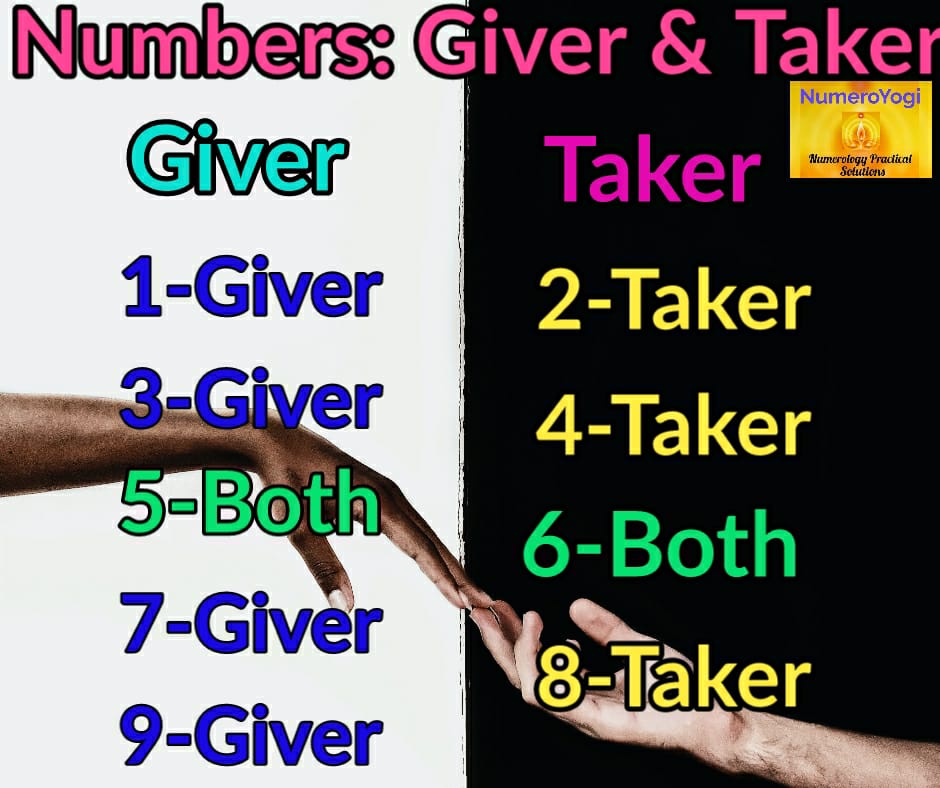 Numbers: Giver & Taker
NumeroYogi
Numerology Practical
Solutions
Giver
1-Giver
3-Giver
5-Both
7-Giver
9-Giver
Taker
2-Taker
4-Taker
6-Both
8-Taker